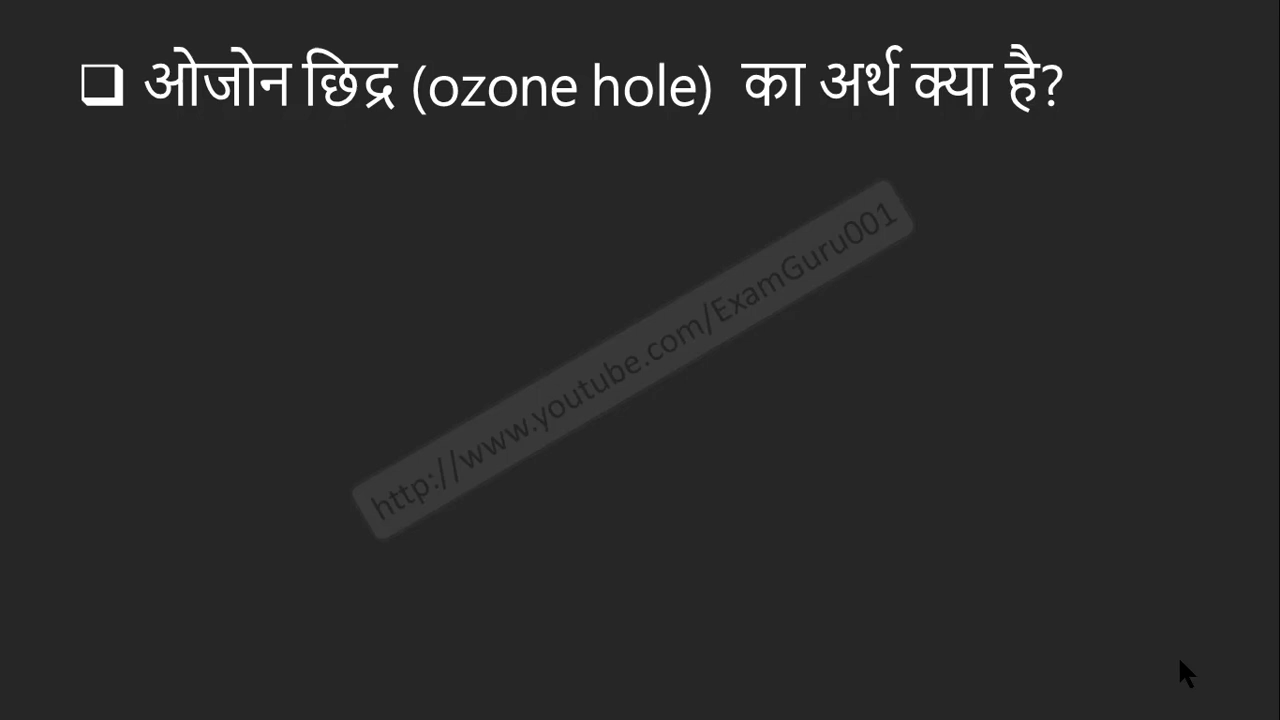 ❑ ओजोन छिद्र (ozone hole) का अर्थ क्या है?
http://www.youtube.com/ExamGuru001